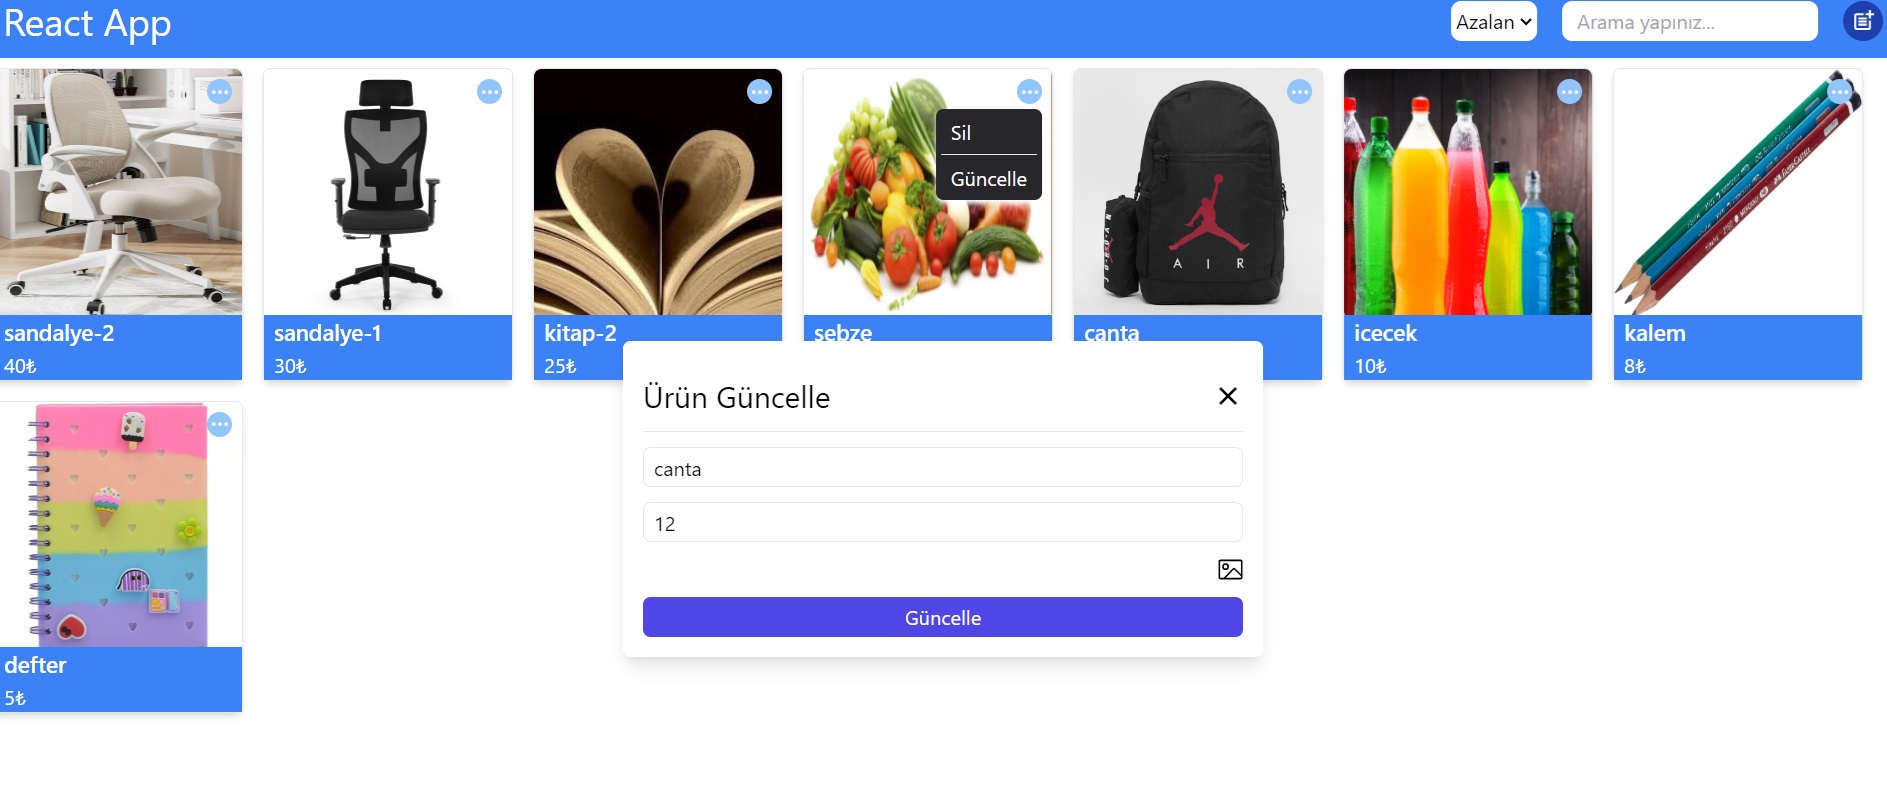 React App
Azalan
Arama yapınız...
Sil
Güncelle
AIR
sandalye-2
40₺
sandalye-1
30₺
kitap-2
25₺
sebze
canta
icecek
10₺
kalem
8₺
Ürün Güncelle
canta
12
Güncelle
defter
5₺